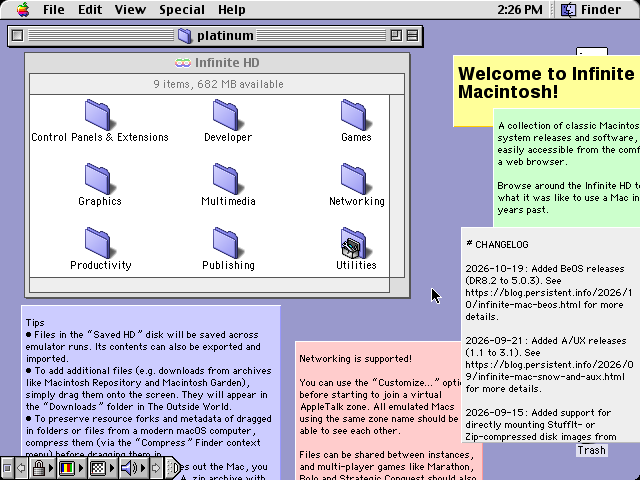 File Edit View Special Help 2:26 PM Finder
platinum
Infinite HD
9 items, 682 MB available
Control Panels & Extensions
Developer
Games
Graphics
Multimedia
Networking
Productivity
Publishing
Utilities
Welcome to Infinite
Macintosh!
A collection of classic Macintos
system releases and software,
easily accessible from the comf
a web browser.
Browse around the Infinite HD t
what it was like to use a Mac in
years past.
# CHANGELOG
2026-10-19: Added BeOS releases
(DR8.2 to 5.0.3). See
https://blog.persistent.info/2026/1
0/infinite-mac-beos.html for more
details.
2026-09-21: Added A/UX releases
(1.1 to 3.1). See
https://blog.persistent.info/2026/0
9/infinite-mac-snow-and-aux.html
for more details.
2026-09-15: Added support for
directly mounting StuffIt- or
Zip-compressed disk images from
Trash
Tips
● Files in the “Saved HD” disk will be saved across
emulator runs. Its contents can also be exported and
imported.
● To add additional files (e.g. downloads from archives
like Macintosh Repository and Macintosh Garden),
simply drag them onto the screen. They will appear
in the “Downloads” folder in The Outside World.
● To preserve resource forks and metadata of dragged
in folders or files from a modern macOS computer,
compress them (via the “Compress” Finder context
menu) before dragging them in.
es out the Mac, you
A .zip archive with
Networking is supported!
You can use the “Customize...” opti
before starting to join a virtual
AppleTalk zone. All emulated Macs
using the same zone name should be
able to see each other.
Files can be shared between instances,
and multi-player games like Marathon,
Bolo and Strategic Conquest should also